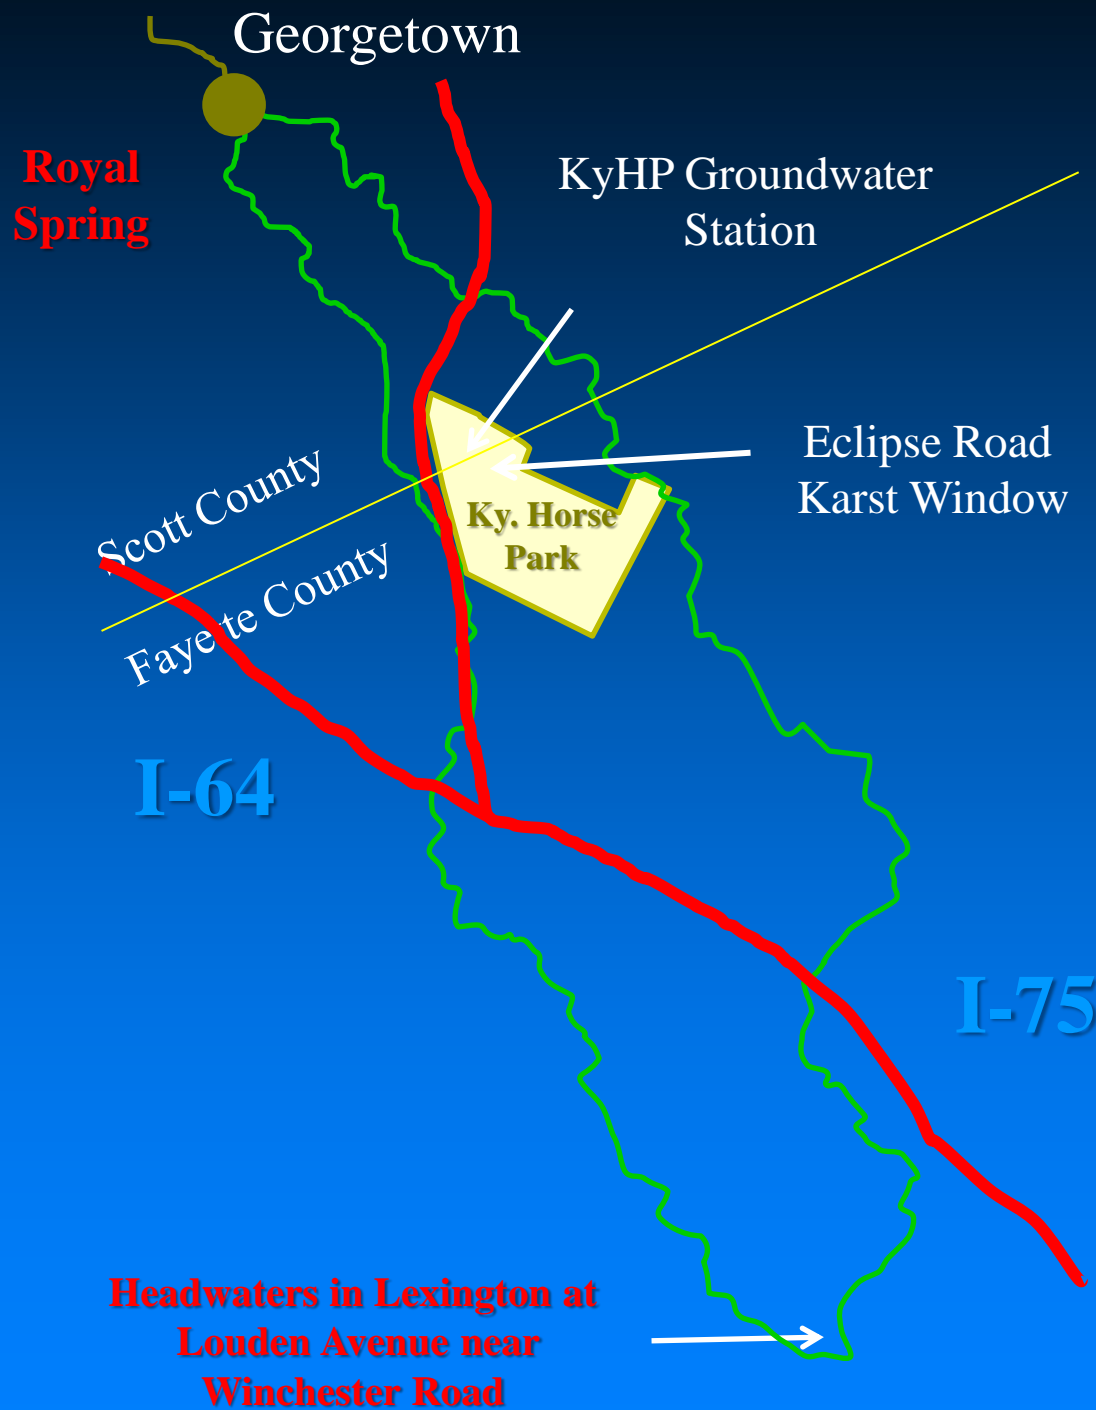 Georgetown
Royal
Spring
KyHP Groundwater
Station
Eclipse Road
Karst Window
Scott County
Ky. Horse
Park
Fayette County
I-64
I-75
Headwaters in Lexington at
Louden Avenue near
Winchester Road